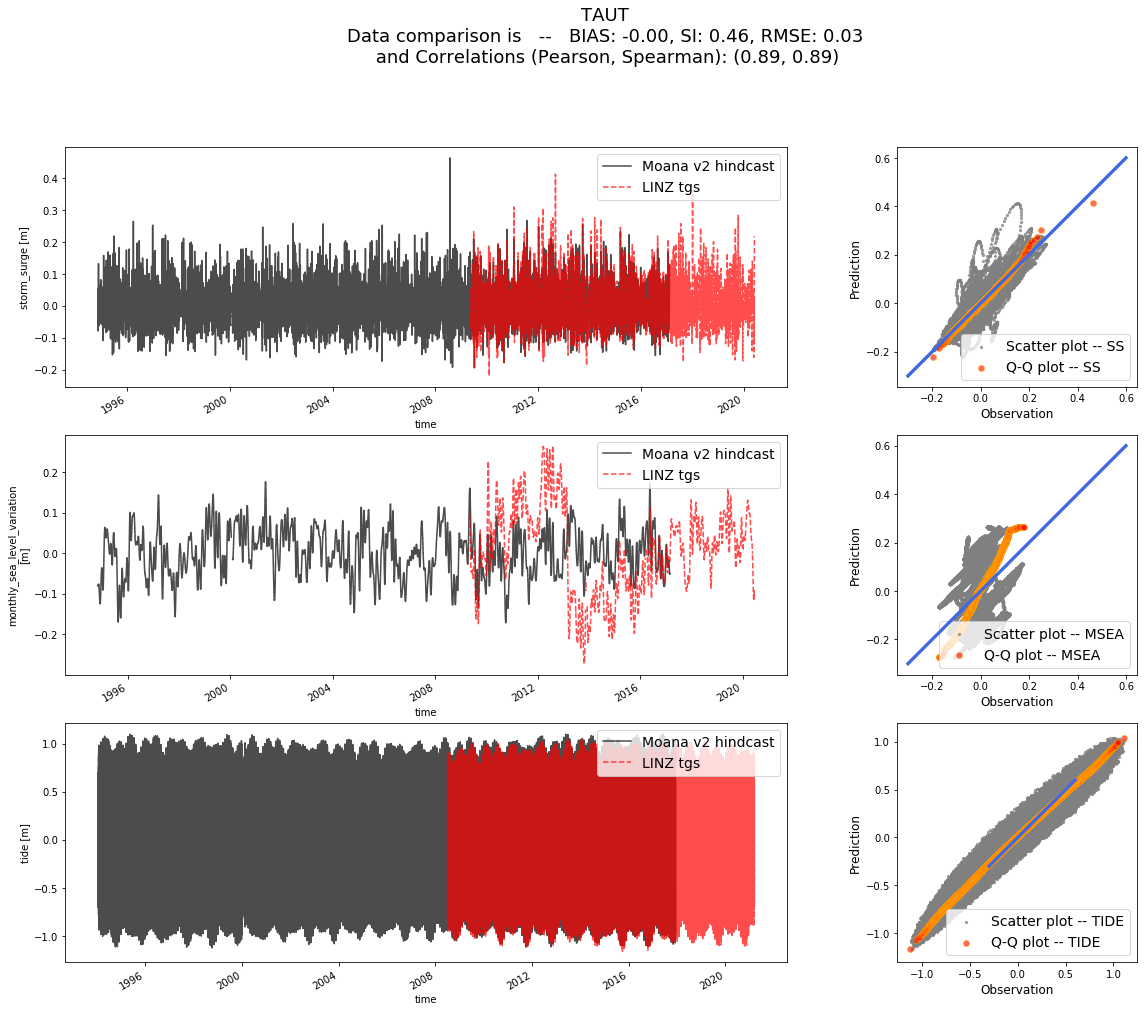 TAUT
Data comparison is -- BIAS: -0.00, SI: 0.46, RMSE: 0.03
and Correlations (Pearson, Spearman): (0.89, 0.89)
storm_surge [m]
0.4
0.3
0.2
0.1
0.0
−0.1
−0.2
Moana v2 hindcast
LINZ tgs
1996
2000
2004
2008
2012
2016
2020
time
Prediction
0.6
0.4
0.2
0.0
−0.2
Scatter plot -- SS
Q-Q plot -- SS
−0.2
0.0
0.2
0.4
0.6
Observation
monthly_sea_level_variation
[m]
0.2
0.1
0.0
−0.1
−0.2
Moana v2 hindcast
LINZ tgs
1996
2000
2004
2008
2012
2016
2020
time
Prediction
0.6
0.4
0.2
0.0
−0.2
Scatter plot -- MSEA
Q-Q plot -- MSEA
−0.2
0.0
0.2
0.4
0.6
Observation
tide [m]
1.0
0.5
0.0
−0.5
−1.0
Moana v2 hindcast
LINZ tgs
1996
2000
2004
2008
2012
2016
2020
time
Prediction
1.0
0.5
0.0
−0.5
−1.0
Scatter plot -- TIDE
Q-Q plot -- TIDE
−1.0
−0.5
0.0
0.5
1.0
Observation